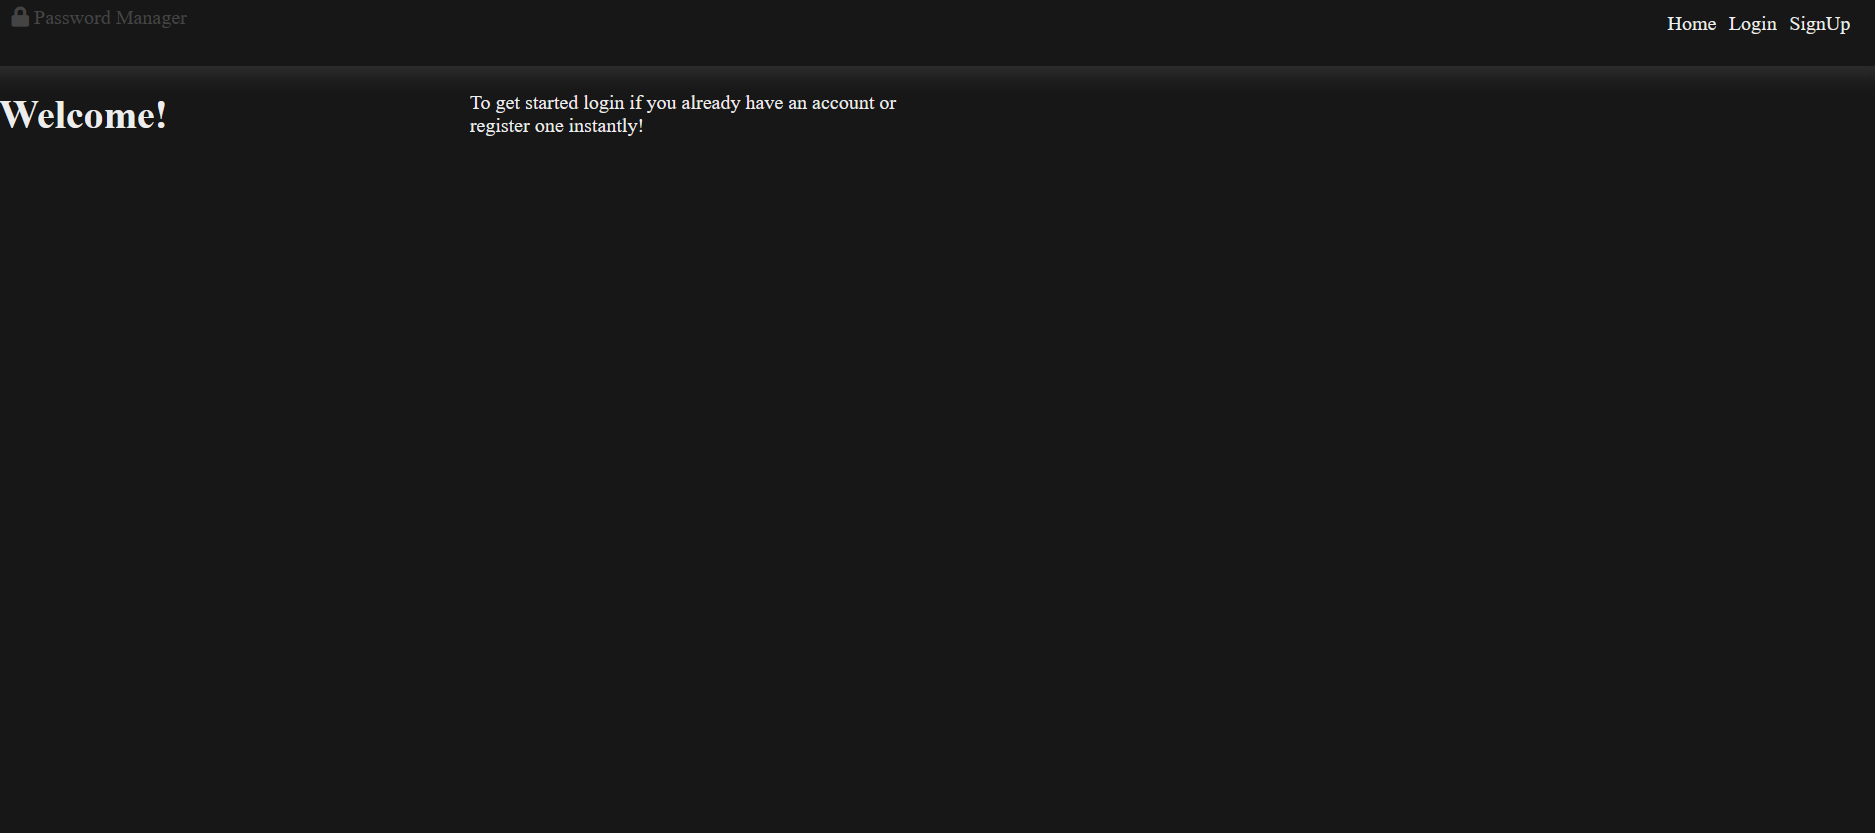 Password Manager
Home Login SignUp
Welcome!
To get started login if you already have an account or
register one instantly!